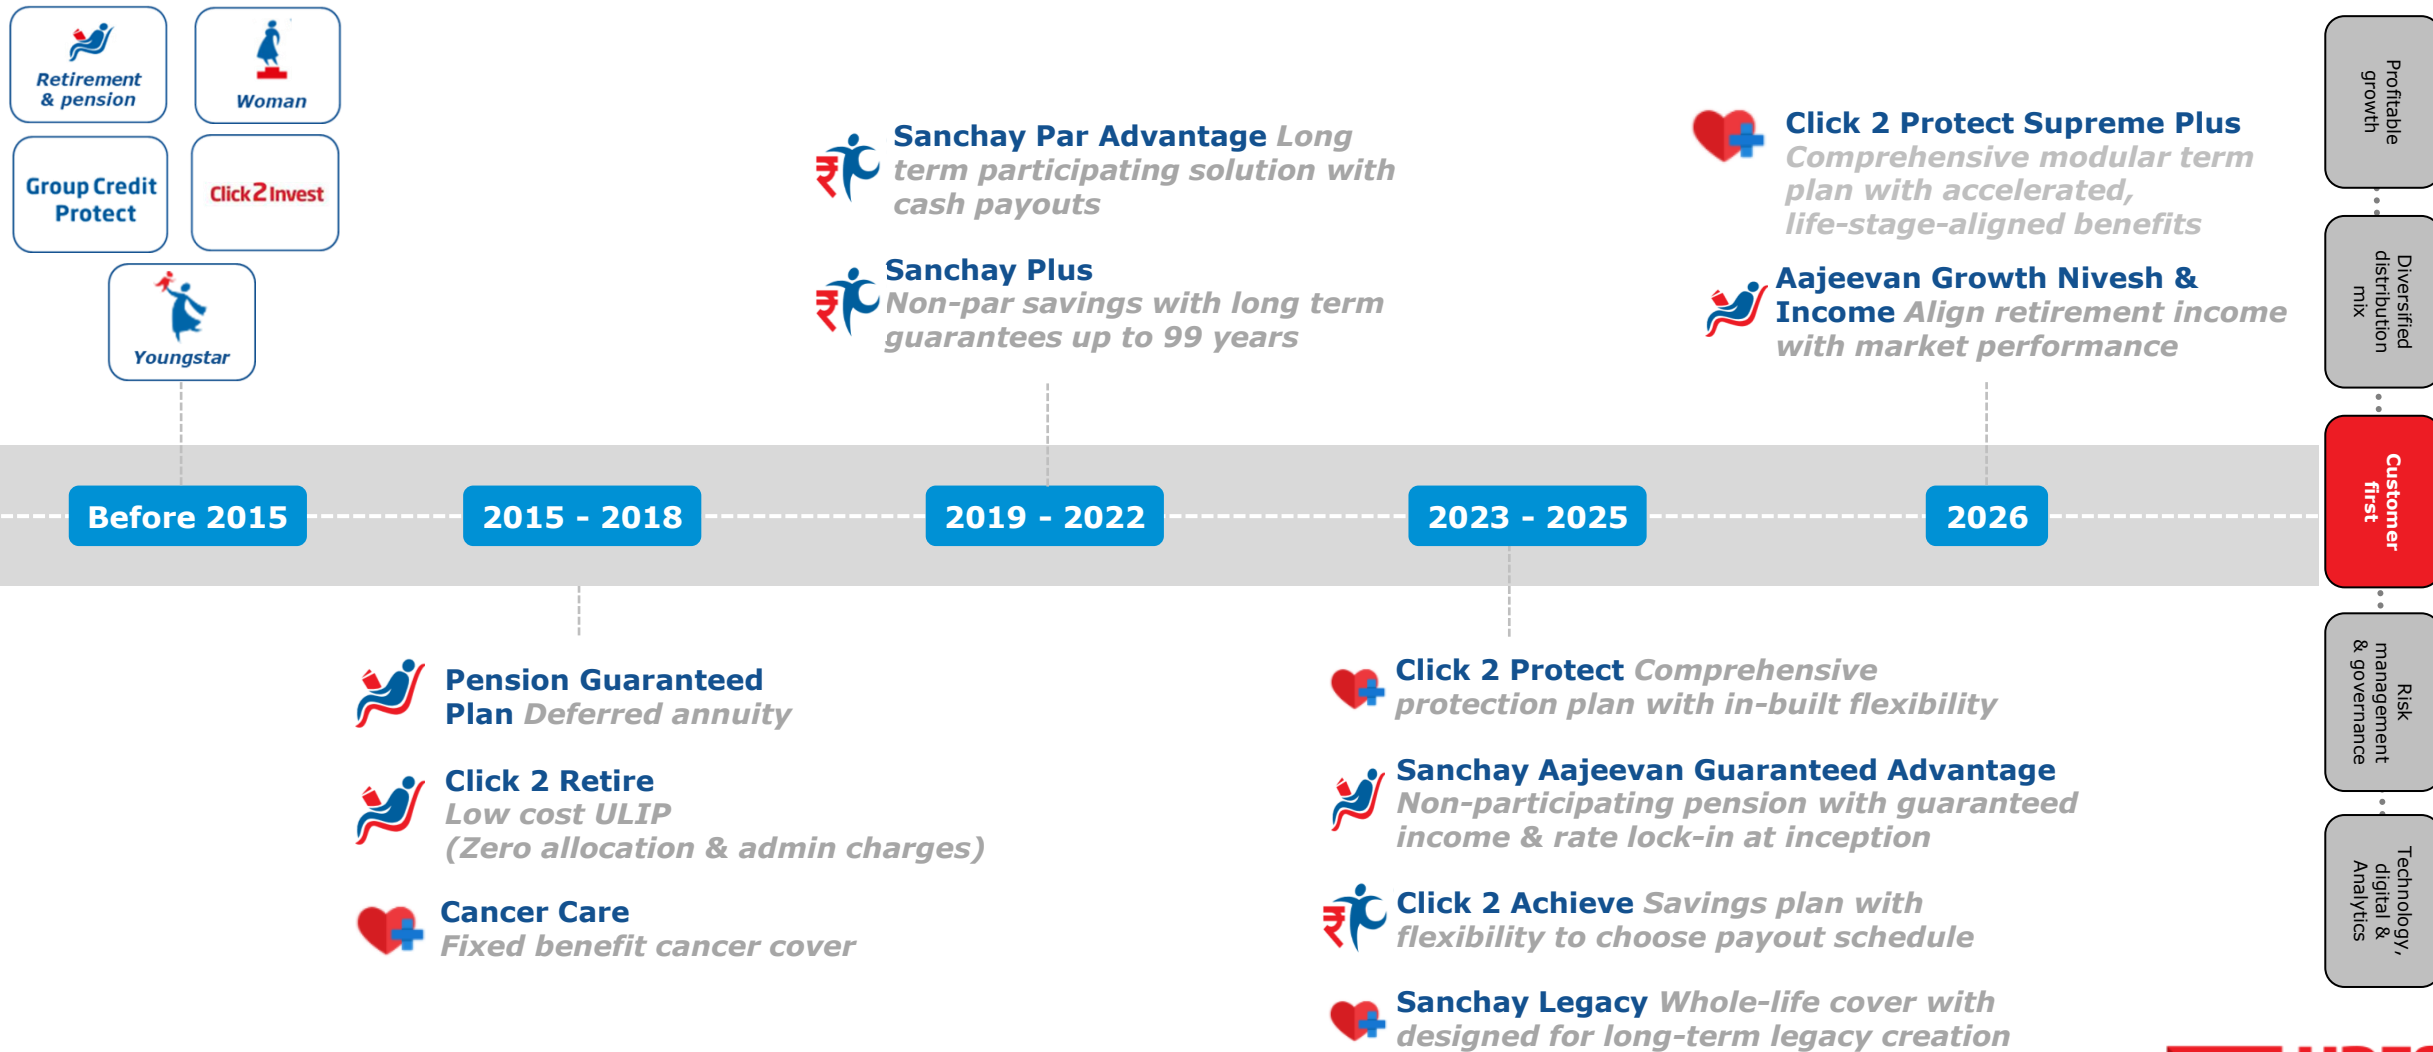 Retirement
& pension
Woman
Group Credit
Protect
Click2Invest
Youngstar
Sanchay Par Advantage Long
term participating solution with
cash payouts
Sanchay Plus
Non-par savings with long term
guarantees up to 99 years
Click 2 Protect Supreme Plus
Comprehensive modular term
plan with accelerated,
life-stage-aligned benefits
Aajeevan Growth Nivesh &
Income Align retirement income
with market performance
Before 2015
2015 - 2018
2019 - 2022
2023 - 2025
2026
Pension Guaranteed
Plan Deferred annuity
Click 2 Retire
Low cost ULIP
(Zero allocation & admin charges)
Cancer Care
Fixed benefit cancer cover
Click 2 Protect Comprehensive
protection plan with in-built flexibility
Sanchay Aajeevan Guaranteed Advantage
Non-participating pension with guaranteed
income & rate lock-in at inception
Click 2 Achieve Savings plan with
flexibility to choose payout schedule
Sanchay Legacy Whole-life cover with
designed for long-term legacy creation
Profitable
growth
Diversified
distribution
mix
Customer
first
Risk
management
& governance
Technology,
digital &
Analytics